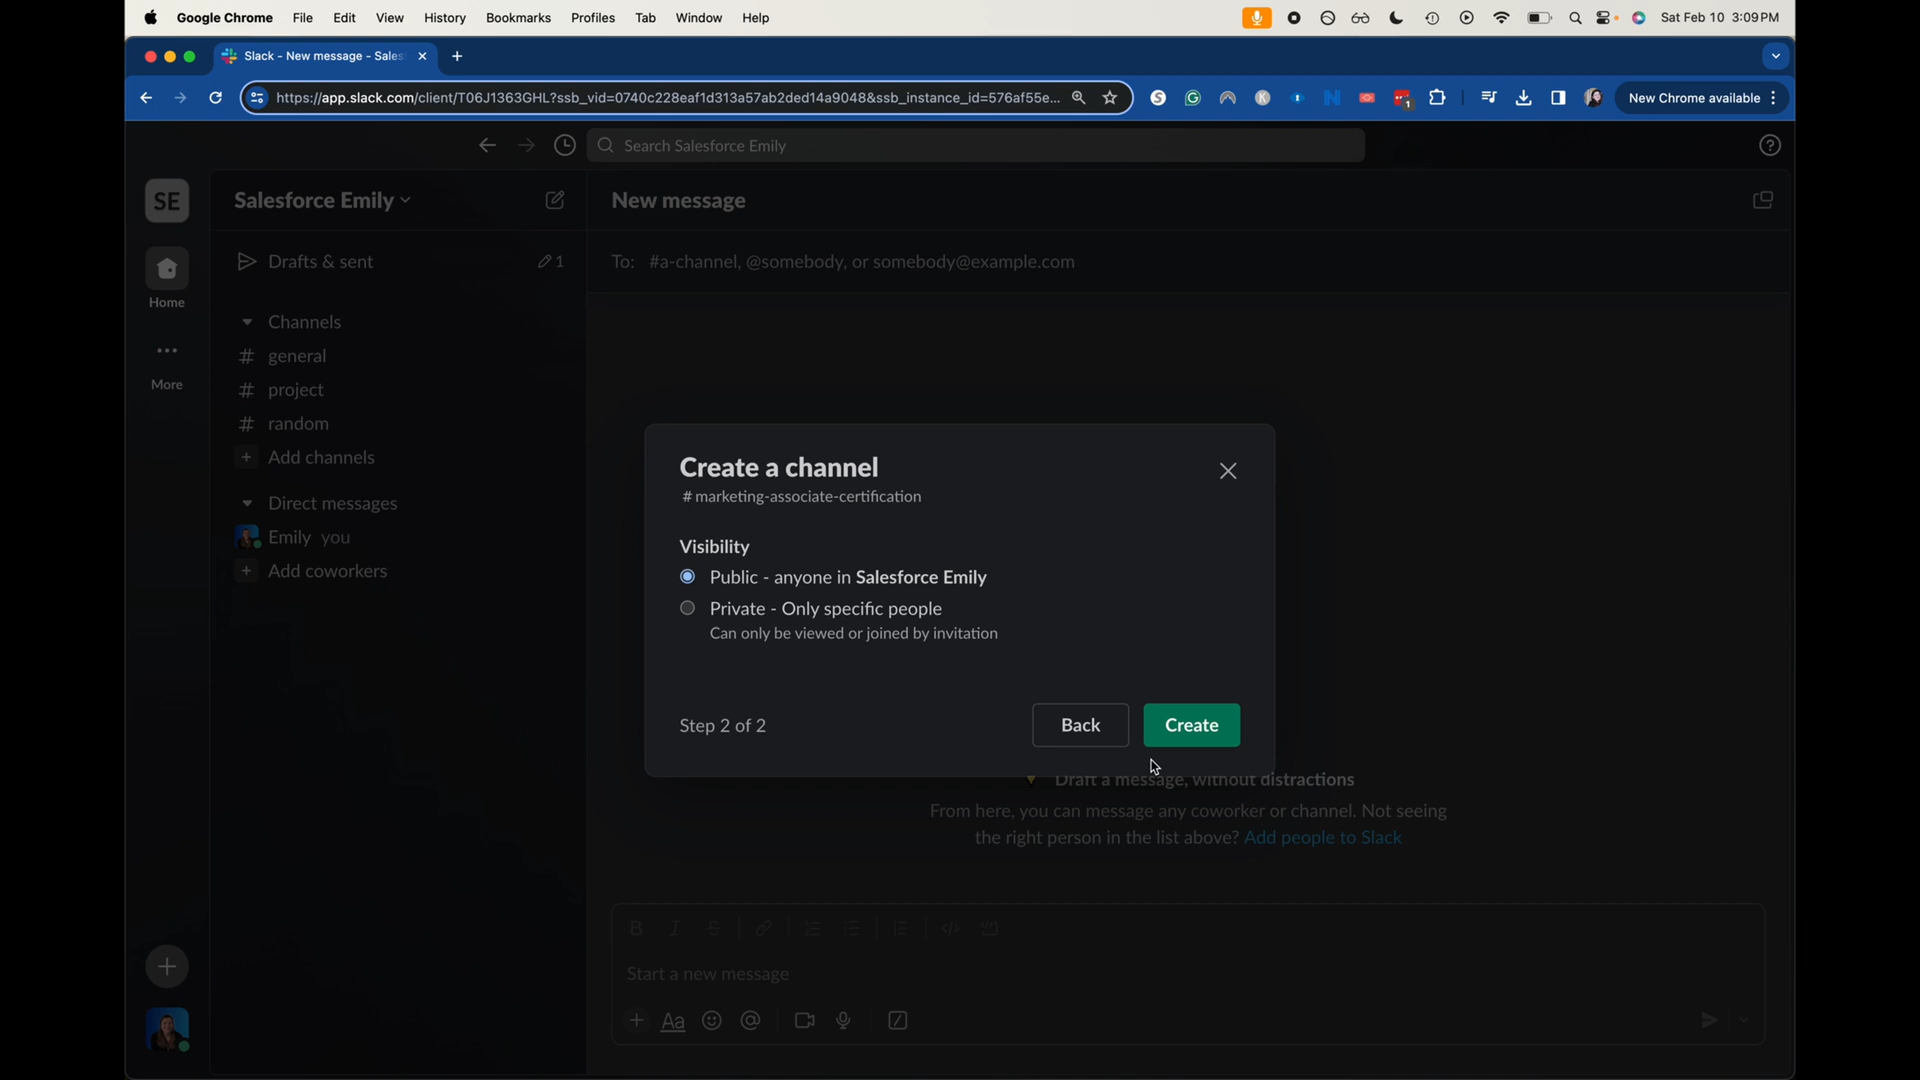 Google Chrome File Edit View History Bookmarks Profiles Tab Window Help Sat Feb 10 3:09 PM
Slack - New message - Sales
https://app.slack.com/client/T06J1363GHL?ssb_vid=0740c228eaf1d313a57ab2ded14a9048&ssb_instance_id=576af55e... 1 New Chrome available
Search Salesforce Emily
SE
Salesforce Emily
New message
Drafts & sent 1
To: #a-channel, @somebody, or somebody@example.com
Home
Channels
general
More
project
random
Add channels
Direct messages
Emily you
Add coworkers
Create a channel
# marketing-associate-certification
Visibility
Public - anyone in Salesforce Emily
Private - Only specific people
Can only be viewed or joined by invitation
Step 2 of 2
Back
Create
Draft a message, without distractions
From here, you can message any coworker or channel. Not seeing
the right person in the list above? Add people to Slack
B I S
Start a new message
Aa